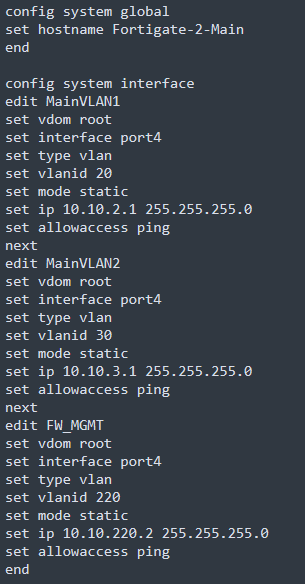 config system global
set hostname Fortigate-2-Main
end

config system interface
edit MainVLAN1
set vdom root
set interface port4
set type vlan
set vlanid 20
set mode static
set ip 10.10.2.1 255.255.255.0
set allowaccess ping
next
edit MainVLAN2
set vdom root
set interface port4
set type vlan
set vlanid 30
set mode static
set ip 10.10.3.1 255.255.255.0
set allowaccess ping
next
edit FW_MGMT
set vdom root
set interface port4
set type vlan
set vlanid 220
set mode static
set ip 10.10.220.2 255.255.255.0
set allowaccess ping
end